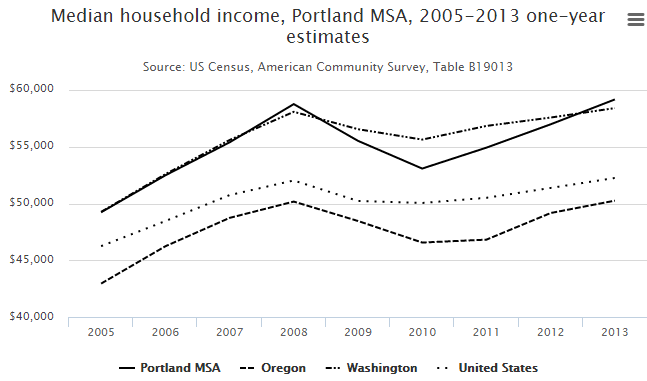 Median household income, Portland MSA, 2005-2013 one-year
estimates
Source: US Census, American Community Survey, Table B19013
$60,000
$55,000
$50,000
$45,000
$40,000
2005 2006 2007 2008 2009 2010 2011 2012 2013
Portland MSA Oregon Washington United States